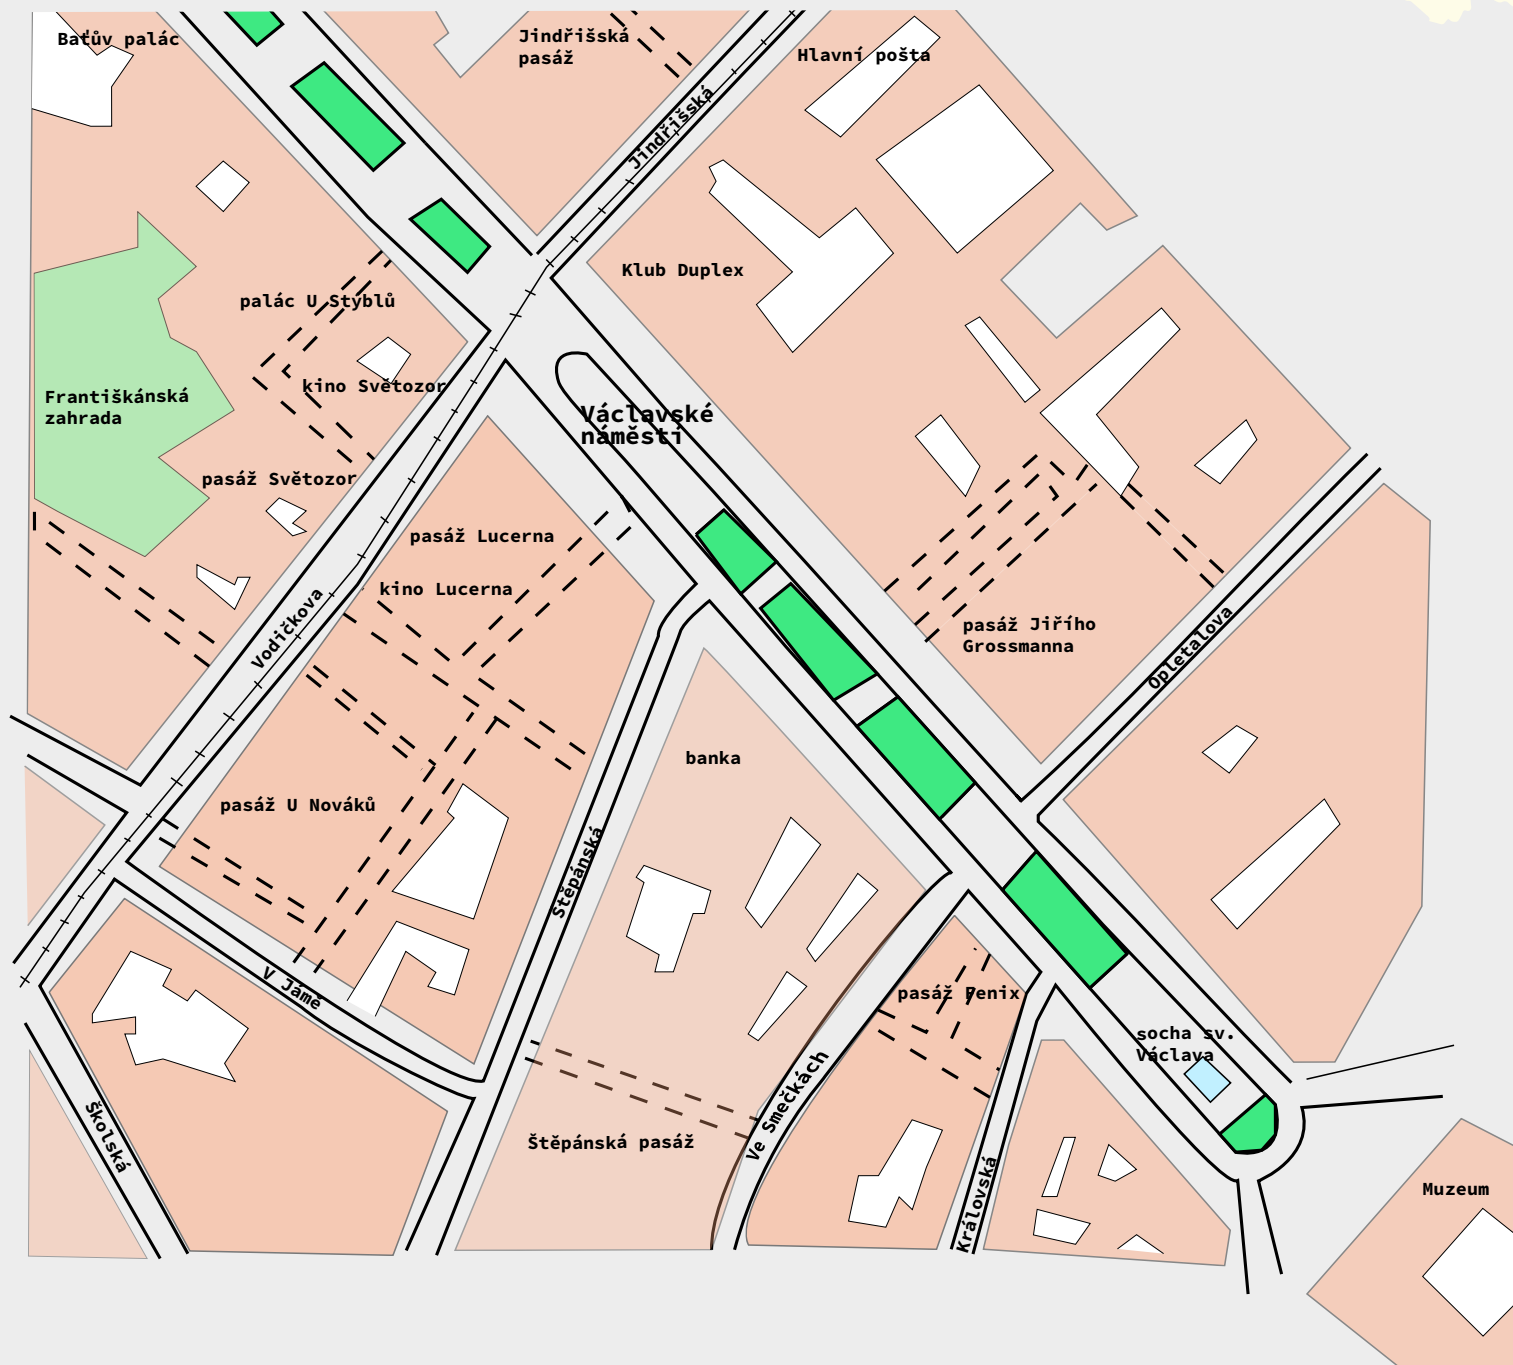 Baťův palác
Jindřišská
pasáž
Hlavní pošta
Jindřišská
Klub Duplex
palác U Stýblů
kino Světozor
Františkánská
zahrada
Václavské
náměstí
pasáž Světozor
pasáž Lucerna
kino Lucerna
Vodičkova
pasáž Jiřího
Grossmanna
Opletalova
banka
pasáž U Nováků
Štěpánská
V Jámě
pasáž Fenix
socha sv.
Václava
Ve Smečkách
Školská
Štěpánská pasáž
Královská
Muzeum